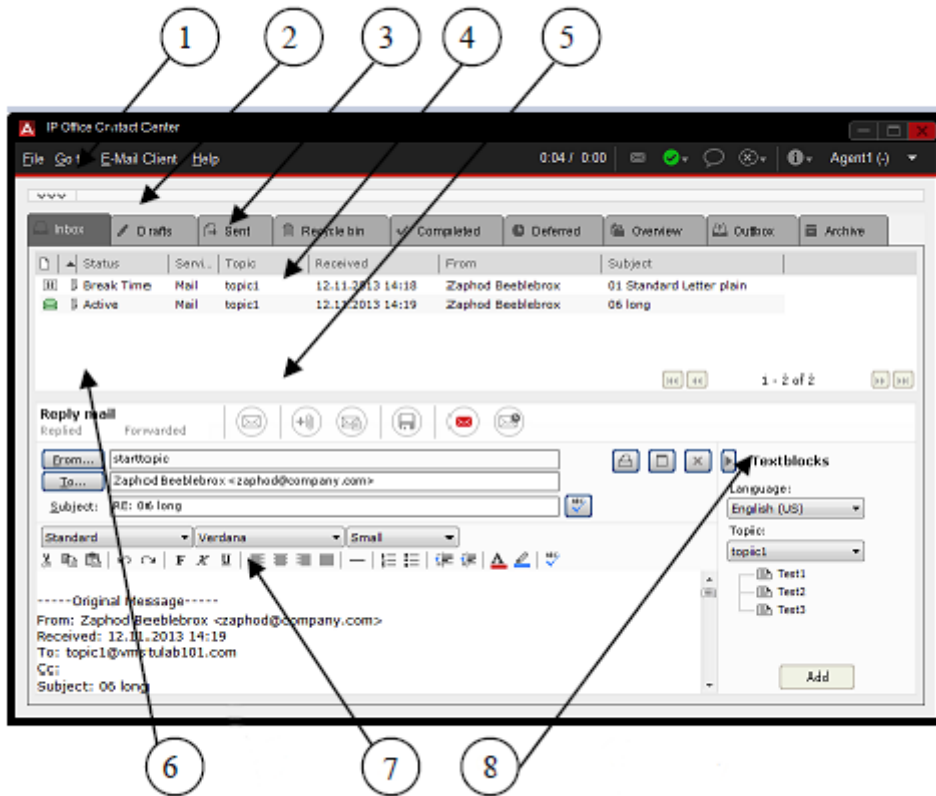 1 2 3 4 5
IP Office Contact Center
File Go t E-Mail Client Help 0:04 / 0:00 Agent1 (-)
Inbox Drafts Sent Recycle bin Completed Deferred Overview Outbox Archive
Status Servi.. Topic Received From Subject
Break Time Mail topic1 12.11.2013 14:18 Zaphod Beeblebrox 01 Standard Letter plain
Active Mail topic1 12.11.2013 14:19 Zaphod Beeblebrox 06 long
1 - 2 of 2
Reply mail
Replied Forwarded
From... starttopic
Textblocks
To... Zaphod Beeblebrox <zaphod@company.com>
Language:
Subject: RE: 06 long
English (US)
Topic:
Standard Verdana Small
topic1
F K U A
Text1
Text2
Text3
-----Original Message-----
From: Zaphod Beeblebrox <zaphod@company.com>
Received: 12.11.2013 14:19
To: topic1@vmstulab101.com
Cc:
Subject: 06 long
Add
6 7 8